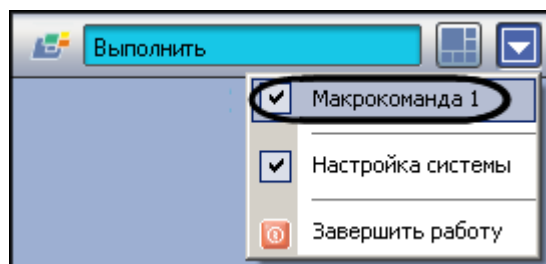 Выполнить
Макрокоманда 1
Настройка системы
Завершить работу